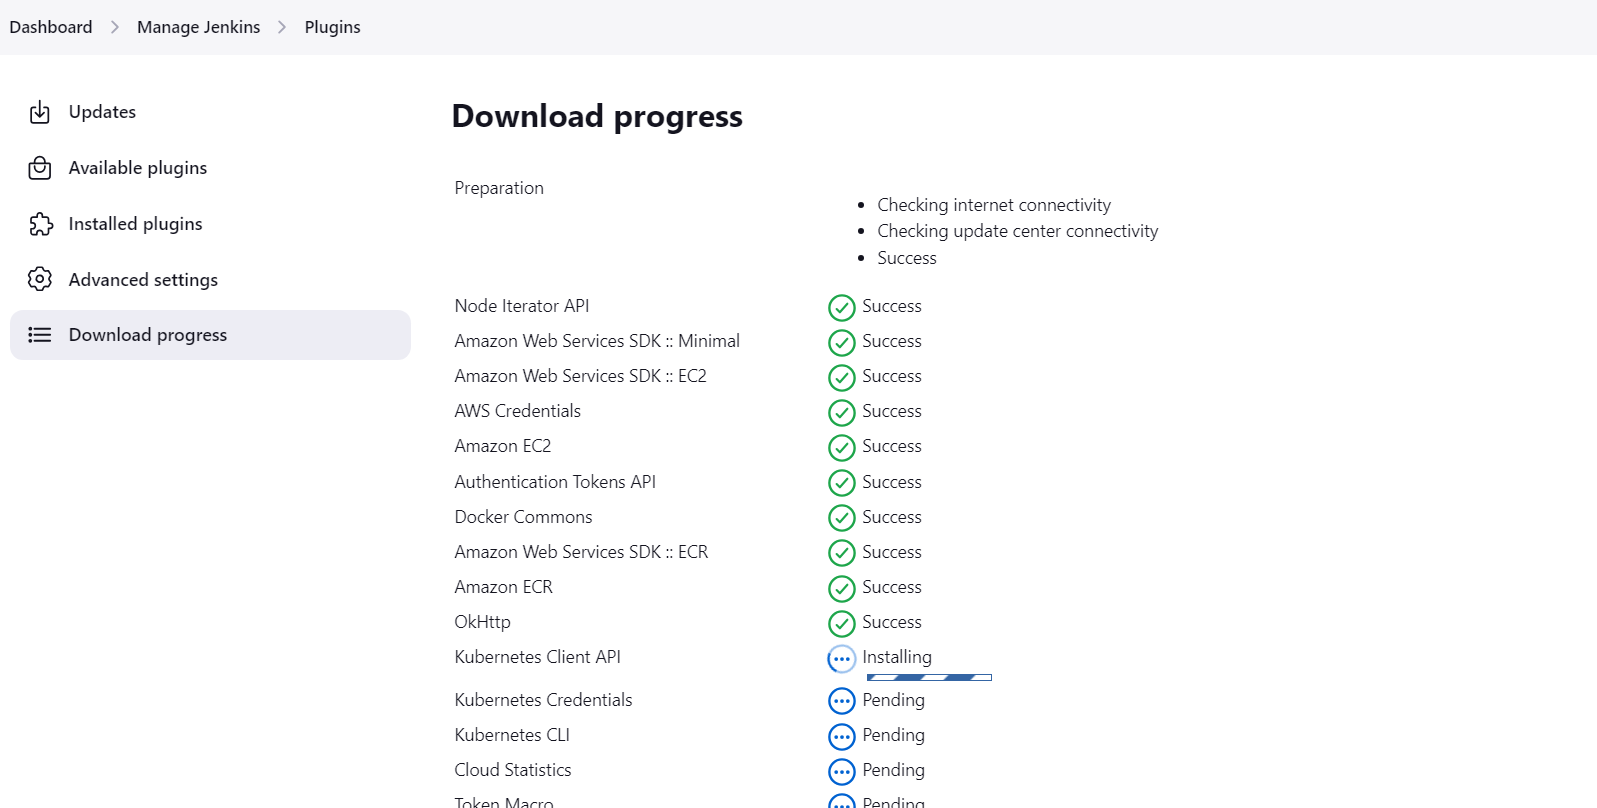 Dashboard > Manage Jenkins > Plugins
Updates
Available plugins
Installed plugins
Advanced settings
Download progress
Download progress
Preparation
• Checking internet connectivity
• Checking update center connectivity
• Success
Node Iterator API Success
Amazon Web Services SDK :: Minimal Success
Amazon Web Services SDK :: EC2 Success
AWS Credentials Success
Amazon EC2 Success
Authentication Tokens API Success
Docker Commons Success
Amazon Web Services SDK :: ECR Success
Amazon ECR Success
OkHttp Success
Kubernetes Client API Installing
Kubernetes Credentials Pending
Kubernetes CLI Pending
Cloud Statistics Pending
Token Macro Pending